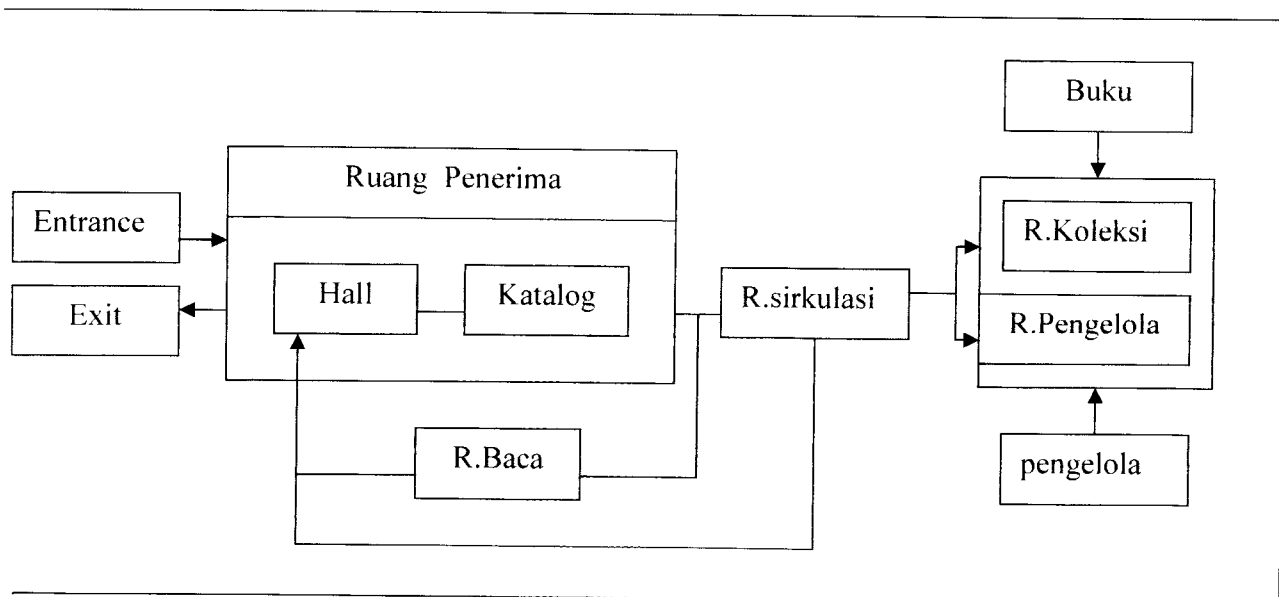 Buku
Ruang Penerima
Entrance
R.Koleksi
Hall
Katalog
R.sirkulasi
Exit
R.Pengelola
R.Baca
pengelola